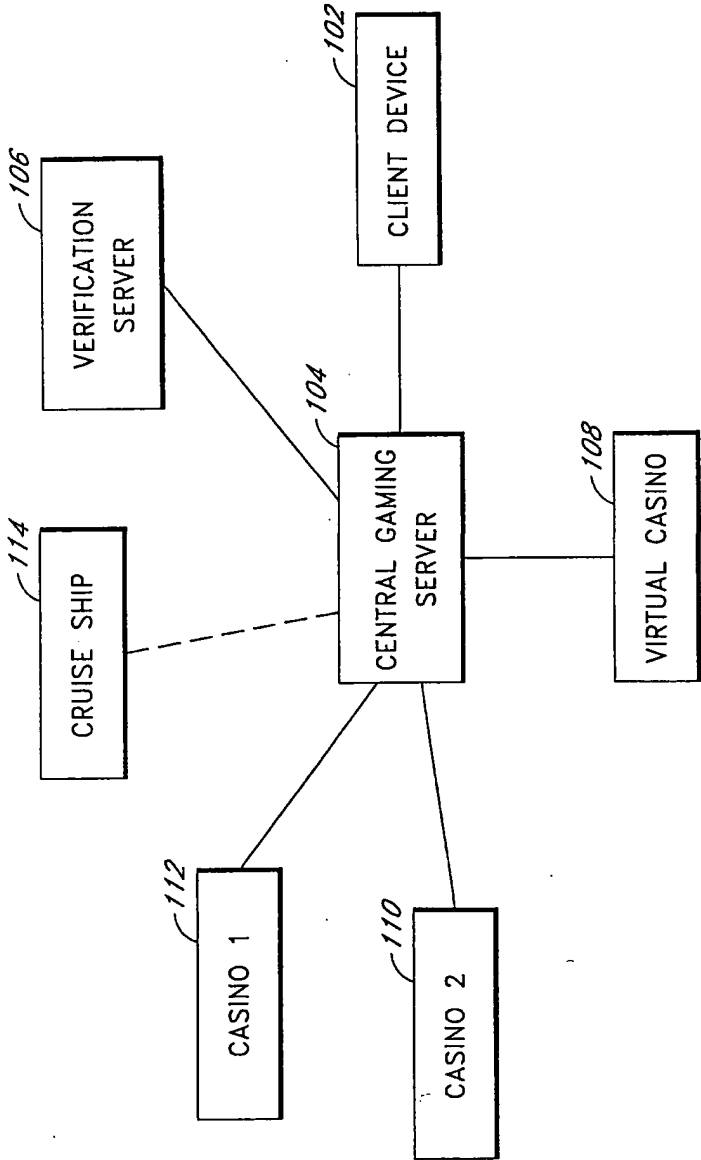 106
VERIFICATION
SERVER
102
CLIENT DEVICE
114
CRUISE SHIP
104
CENTRAL GAMING
SERVER
108
VIRTUAL CASINO
112
CASINO 1
110
CASINO 2